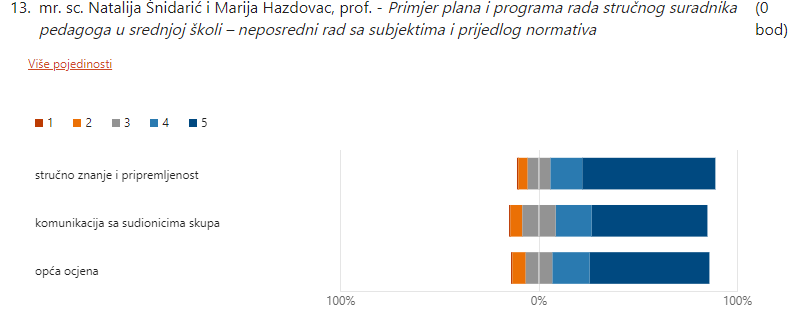 13. mr. sc. Natalija Šnidarić i Marija Hazdovac, prof. - Primjer plana i programa rada stručnog suradnika (0
pedagoga u srednjoj školi – neposredni rad sa subjektima i prijedlog normativa bod)
Više pojedinosti
1 2 3 4 5
stručno znanje i pripremljenost
komunikacija sa sudionicima skupa
opća ocjena
100% 0% 100%